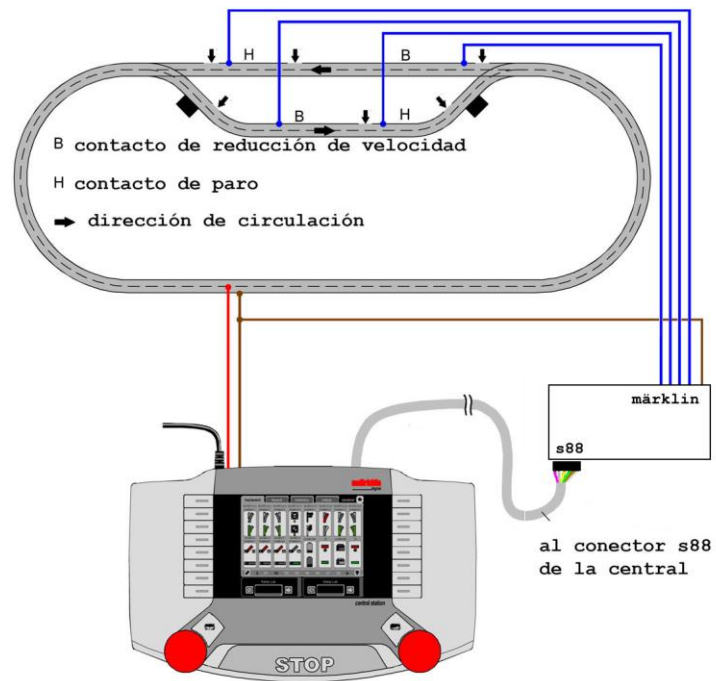 H
B
B
H
B contacto de reducción de velocidad
H contacto de paro
dirección de circulación
märklin
s88
märklin
central station
al conector s88
de la central
STOP